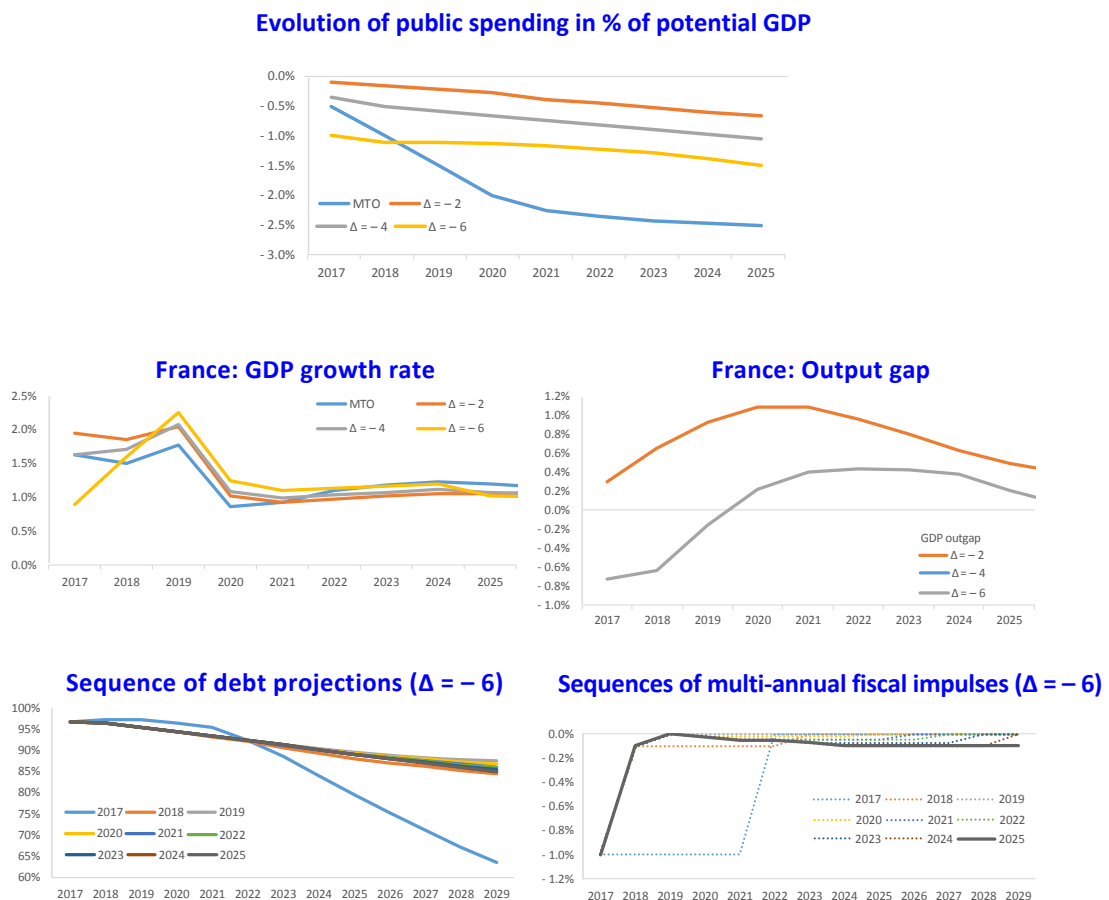 Evolution of public spending in % of potential GDP
0.0%
- 0.5%
- 1.0%
- 1.5%
- 2.0%
- 2.5%
- 3.0%
MTO Δ = – 2
Δ = – 4 Δ = – 6
2017 2018 2019 2020 2021 2022 2023 2024 2025
France: GDP growth rate
2.5%
2.0%
1.5%
1.0%
0.5%
0.0%
MTO Δ = – 2
Δ = – 4 Δ = – 6
2017 2018 2019 2020 2021 2022 2023 2024 2025
France: Output gap
1.2%
1.0%
0.8%
0.6%
0.4%
0.2%
0.0%
- 0.2%
- 0.4%
- 0.6%
- 0.8%
- 1.0%
GDP outgap
Δ = – 2
Δ = – 4
Δ = – 6
2017 2018 2019 2020 2021 2022 2023 2024 2025
Sequence of debt projections (Δ = – 6)
100%
95%
90%
85%
80%
75%
70%
65%
60%
2017 2018 2019
2020 2021 2022
2023 2024 2025
2017 2018 2019 2020 2021 2022 2023 2024 2025 2026 2027 2028 2029
Sequences of multi-annual fiscal impulses (Δ = – 6)
0.0%
- 0.2%
- 0.4%
- 0.6%
- 0.8%
- 1.0%
- 1.2%
2017 2018 2019
2020 2021 2022
2023 2024 2025
2017 2018 2019 2020 2021 2022 2023 2024 2025 2026 2027 2028 2029